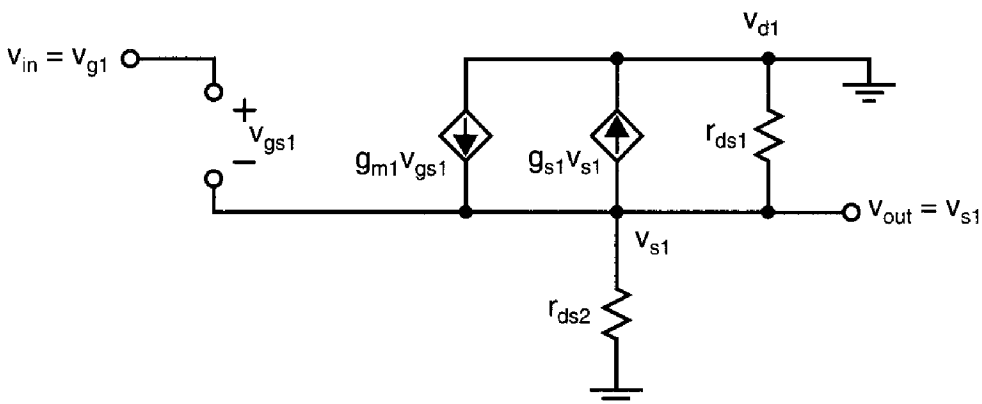 v_d1
v_in = v_g1
+
v_gs1
−
g_m1v_gs1
g_s1v_s1
r_ds1
v_out = v_s1
v_s1
r_ds2